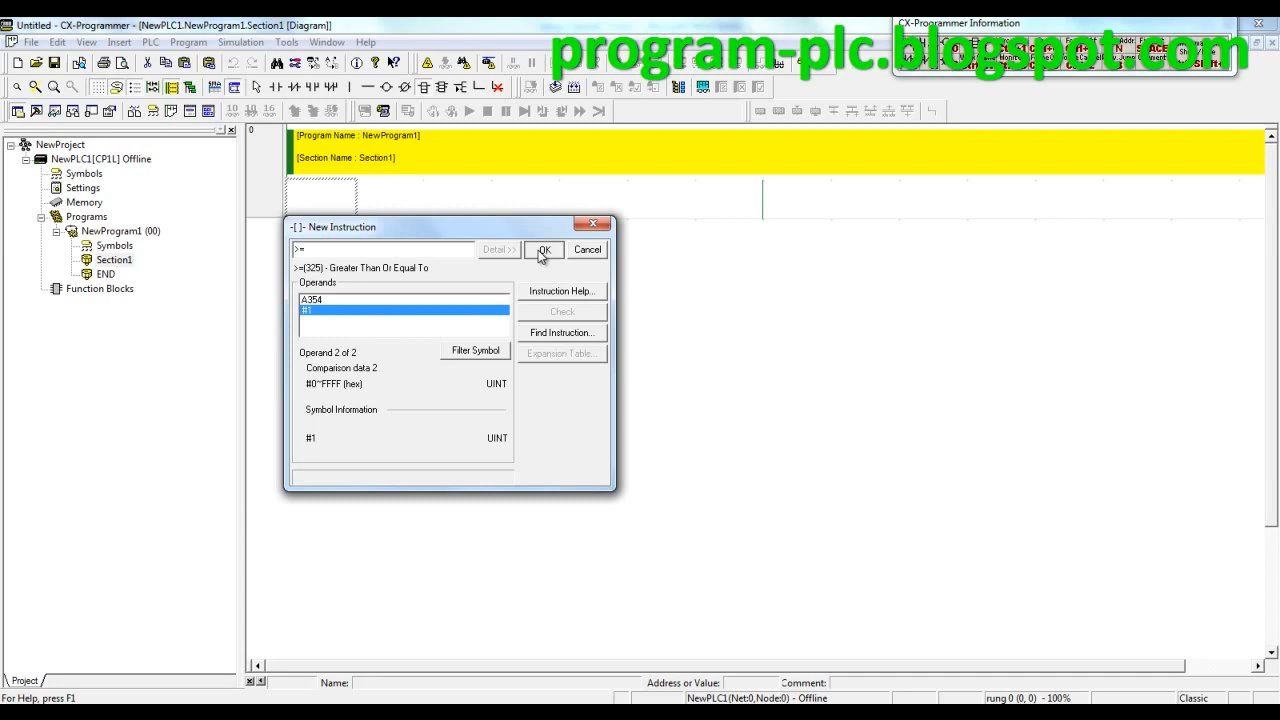 Untitled - CX-Programmer - [NewPLC1.NewProgram1.Section1 [Diagram]]
CX-Programmer Information
File Edit View Insert PLC Program Simulation Tools Window Help
program-plc.blogspot.com
NewProject
NewPLC1[CP1L] Offline
Symbols
Settings
Memory
Programs
NewProgram1 (00)
Symbols
Section1
END
Function Blocks
0
[Program Name : NewProgram1]
[Section Name : Section1]
-[ ]- New Instruction
>=
Detail >>
OK
Cancel
>=(325) - Greater Than Or Equal To
Operands
A354
#1
Instruction Help...
Check
Find Instruction...
Expansion Table...
Operand 2 of 2
Filter Symbol
Comparison data 2
#0~FFFF (hex) UINT
Symbol Information
#1 UINT
Project
Name:
Address or Value:
Comment:
For Help, press F1
NewPLC1(Net:0,Node:0) - Offline
rung 0 (0, 0) - 100%
Classic